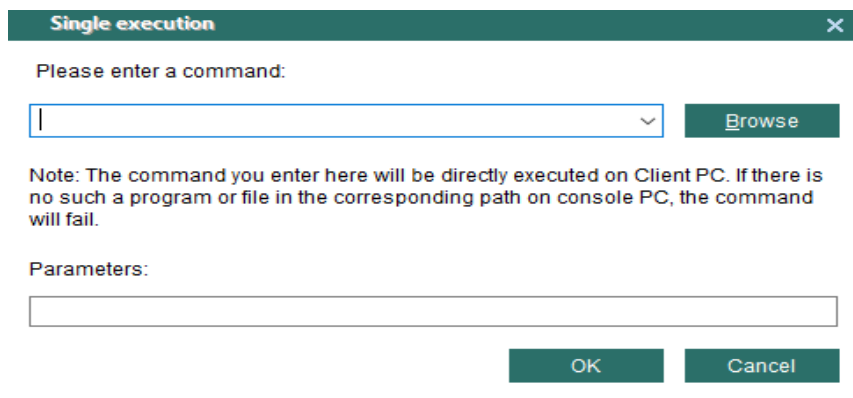 Single execution
Please enter a command:
Browse
Note: The command you enter here will be directly executed on Client PC. If there is
no such a program or file in the corresponding path on console PC, the command
will fail.
Parameters:
OK
Cancel